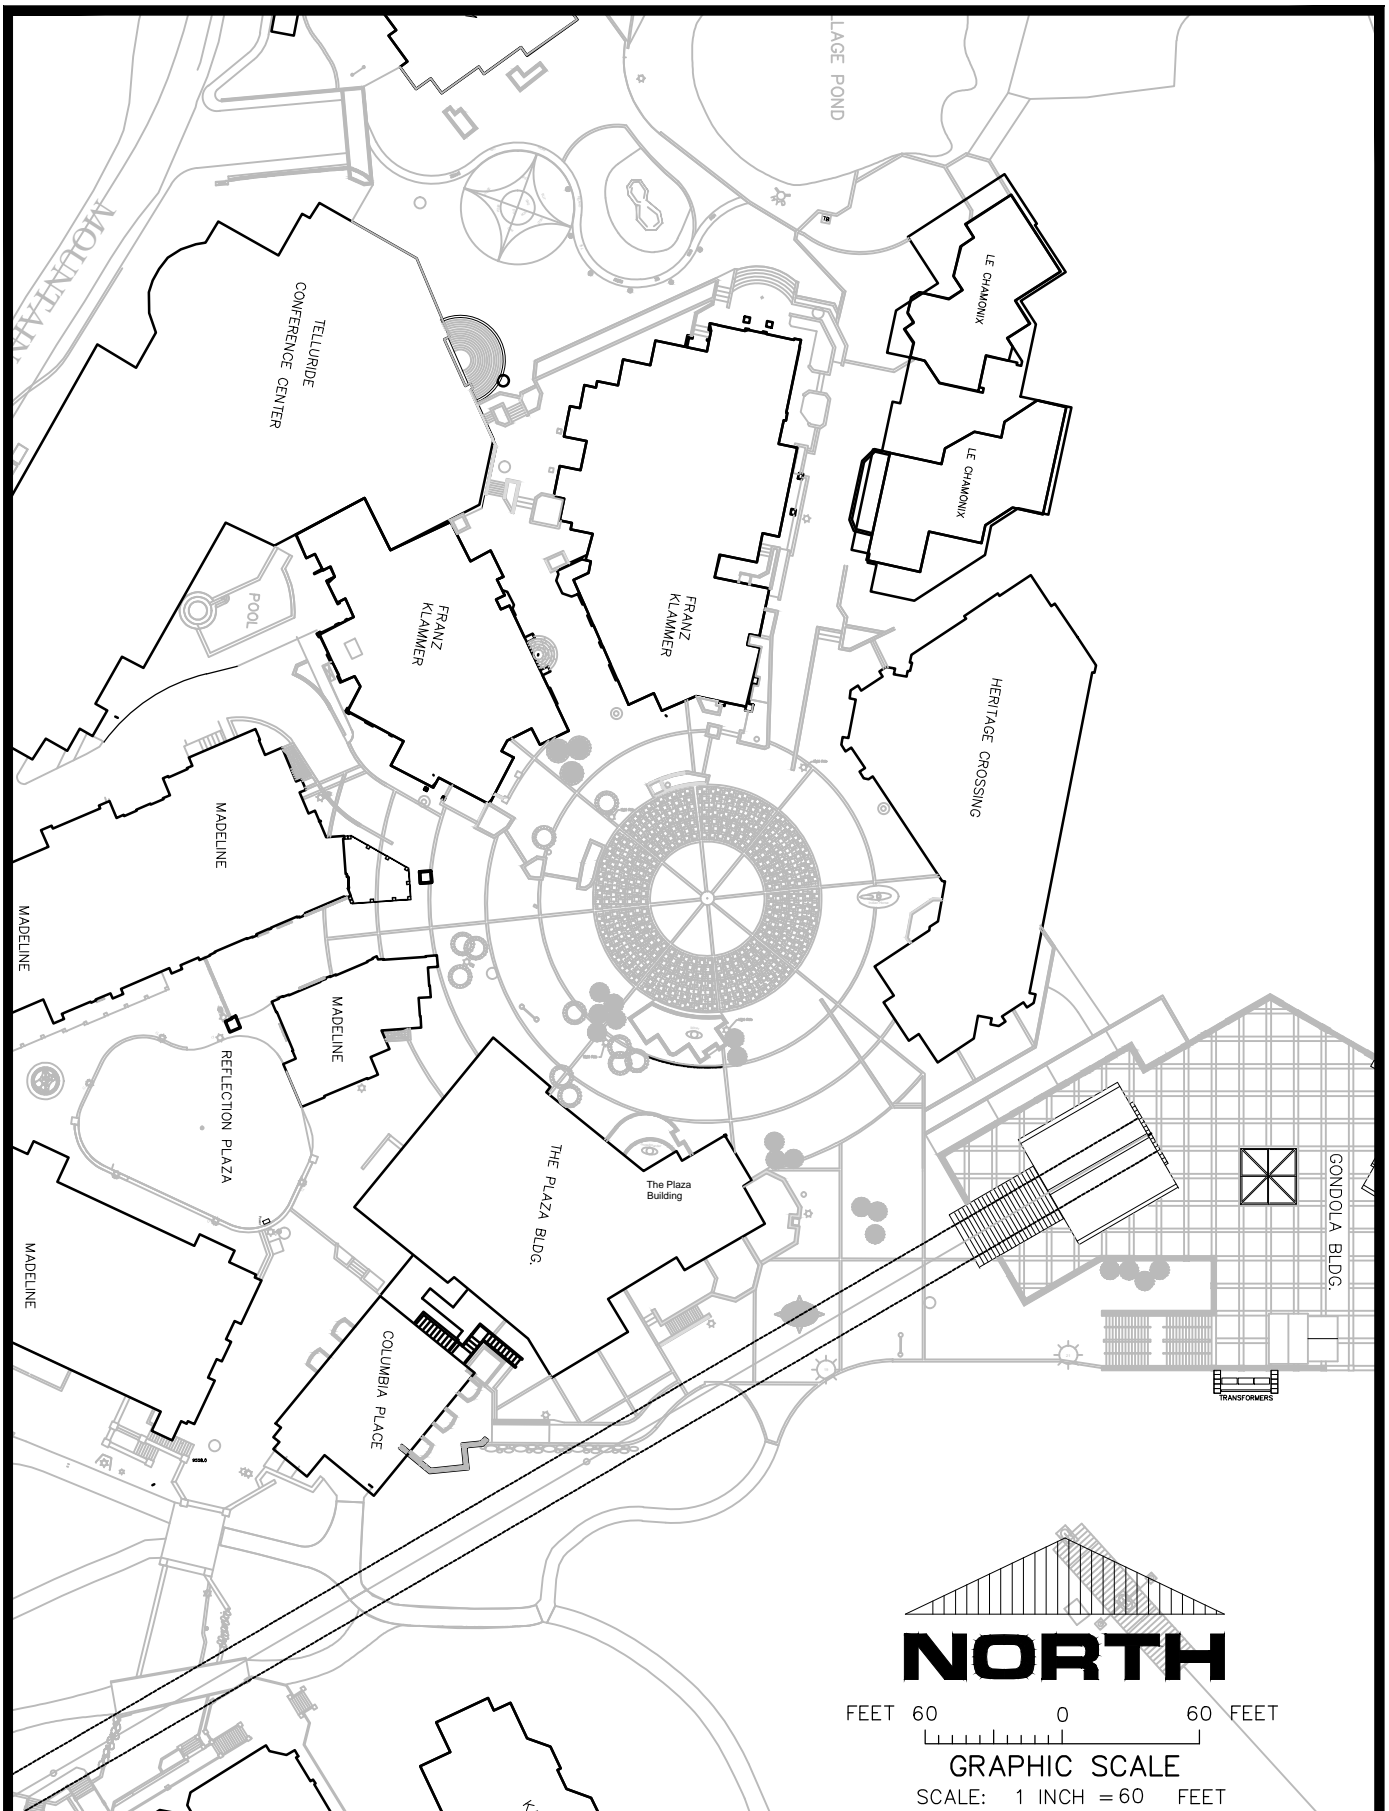 LLAGE POND
MOUNTAIN
TELLURIDE
CONFERENCE CENTER
LE CHAMONIX
LE CHAMONIX
FRANZ
KLAMMER
FRANZ
KLAMMER
POOL
HERITAGE CROSSING
MADELINE
MADELINE
MADELINE
REFLECTION PLAZA
THE PLAZA BLDG.
The Plaza
Building
GONDOLA BLDG.
MADELINE
COLUMBIA PLACE
TRANSFORMERS
NORTH
FEET 60 0 60 FEET
GRAPHIC SCALE
SCALE: 1 INCH =60 FEET